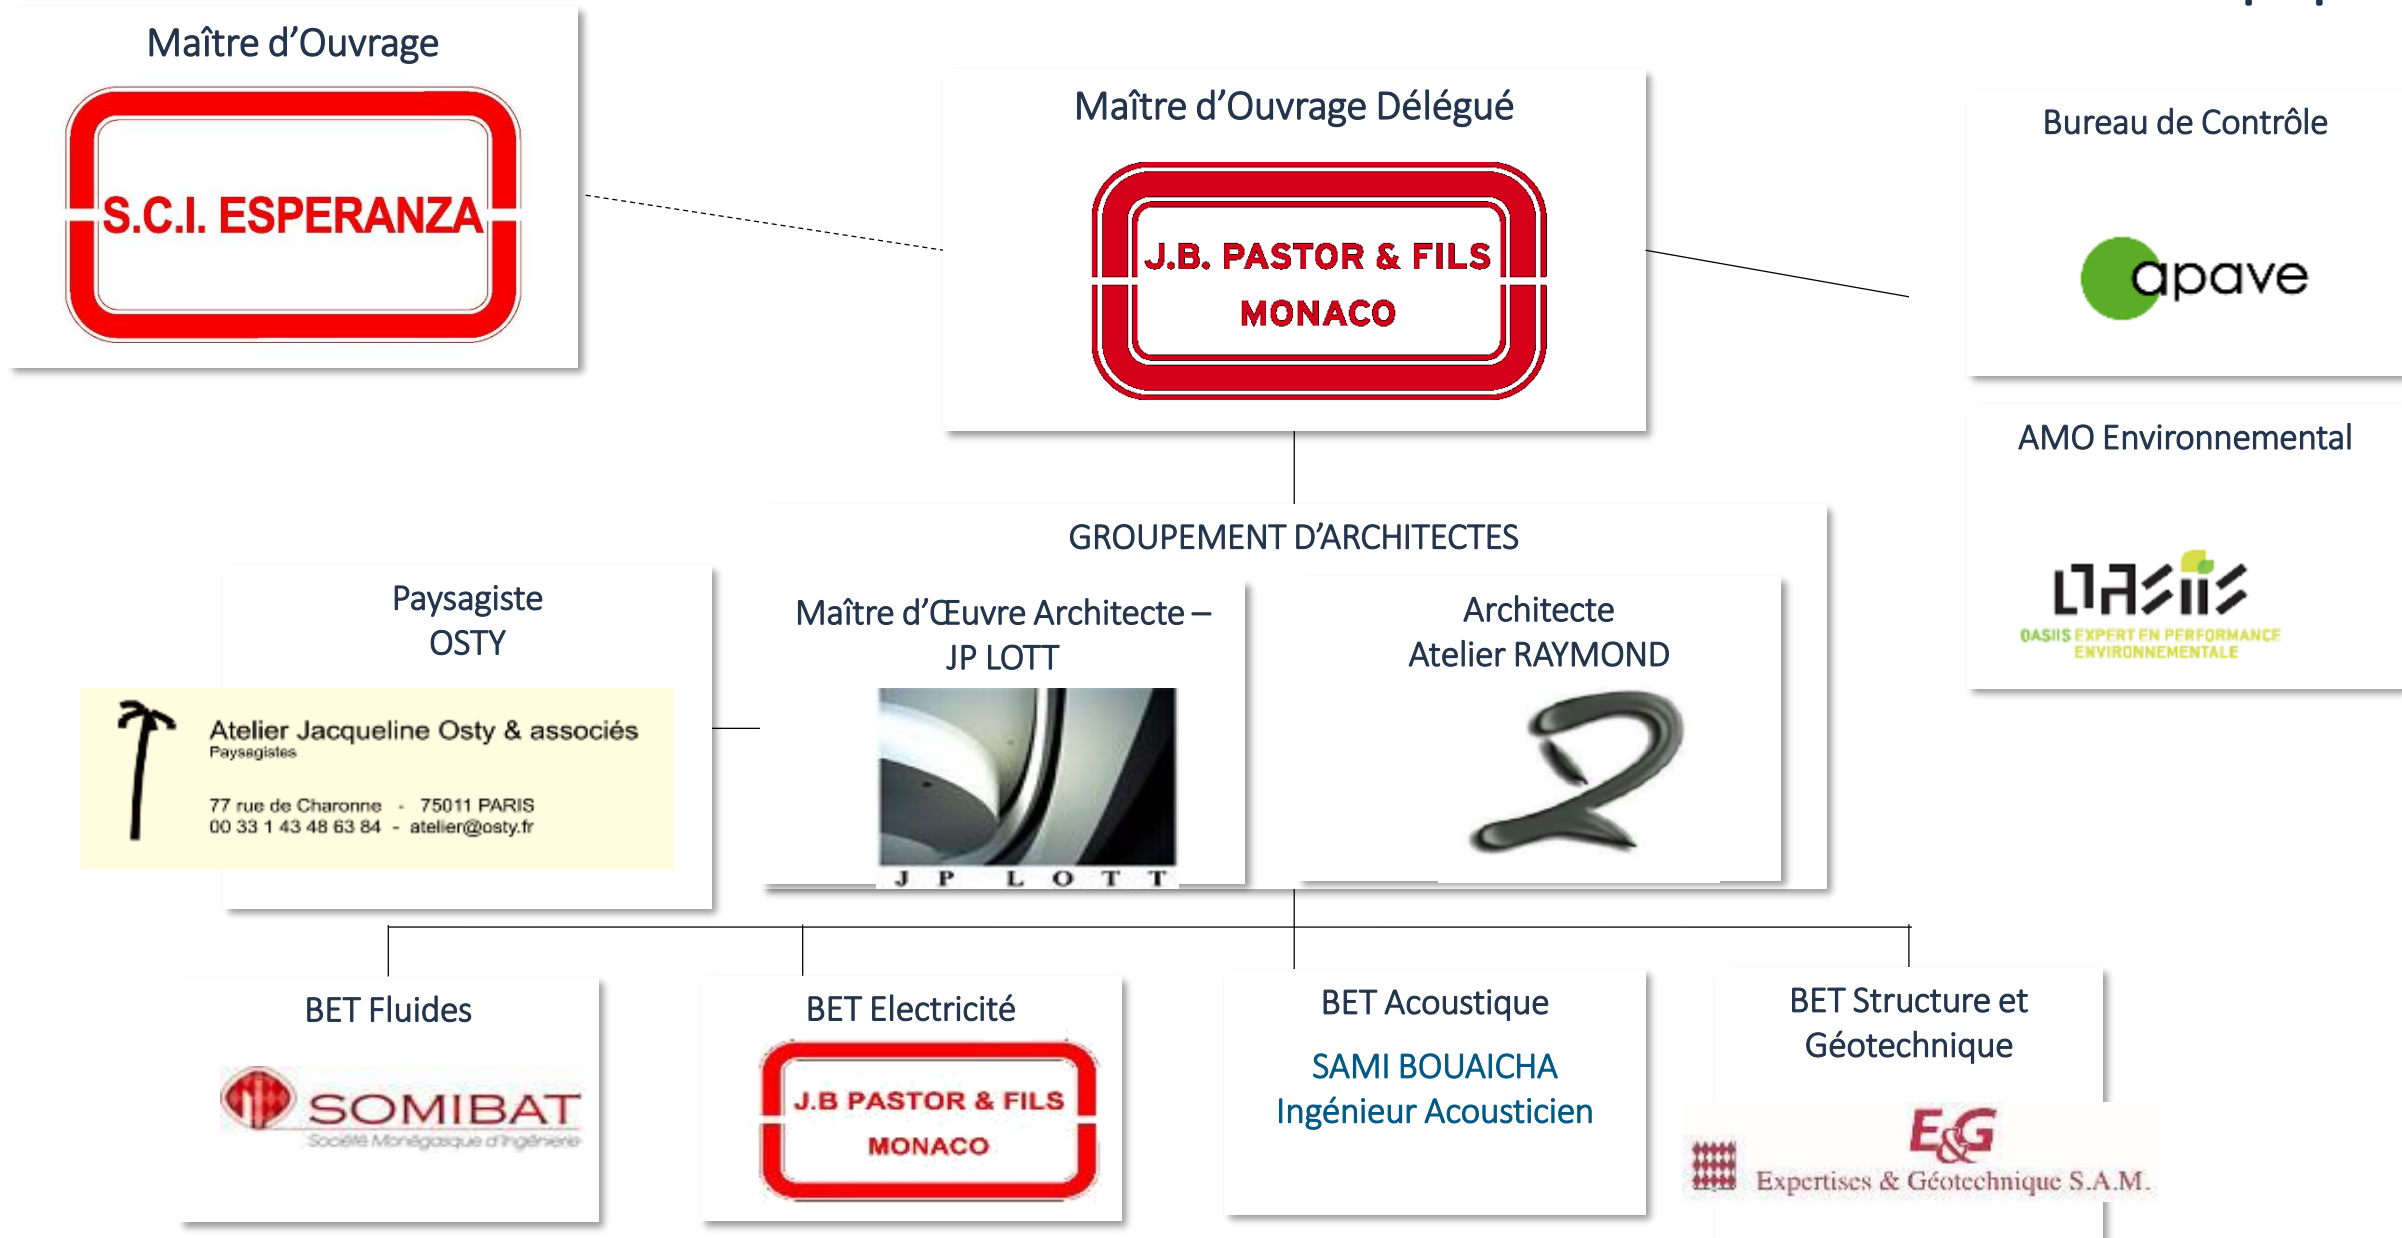 Maître d’Ouvrage
S.C.I. ESPERANZA
Maître d’Ouvrage Délégué
J.B. PASTOR & FILS
MONACO
Bureau de Contrôle
apave
AMO Environnemental
OASIIS
OASIIS EXPERT EN PERFORMANCE
ENVIRONNEMENTALE
GROUPEMENT D’ARCHITECTES
Paysagiste
OSTY
Atelier Jacqueline Osty & associés
Paysagistes
77 rue de Charonne - 75011 PARIS
00 33 1 43 48 63 84 - atelier@osty.fr
Maître d’Œuvre Architecte –
JP LOTT
J P L O T T
Architecte
Atelier RAYMOND
BET Fluides
SOMIBAT
Société Monégasque d'Ingénierie
BET Electricité
J.B PASTOR & FILS
MONACO
BET Acoustique
SAMI BOUAICHA
Ingénieur Acousticien
BET Structure et
Géotechnique
E&G
Expertises & Géotechnique S.A.M.